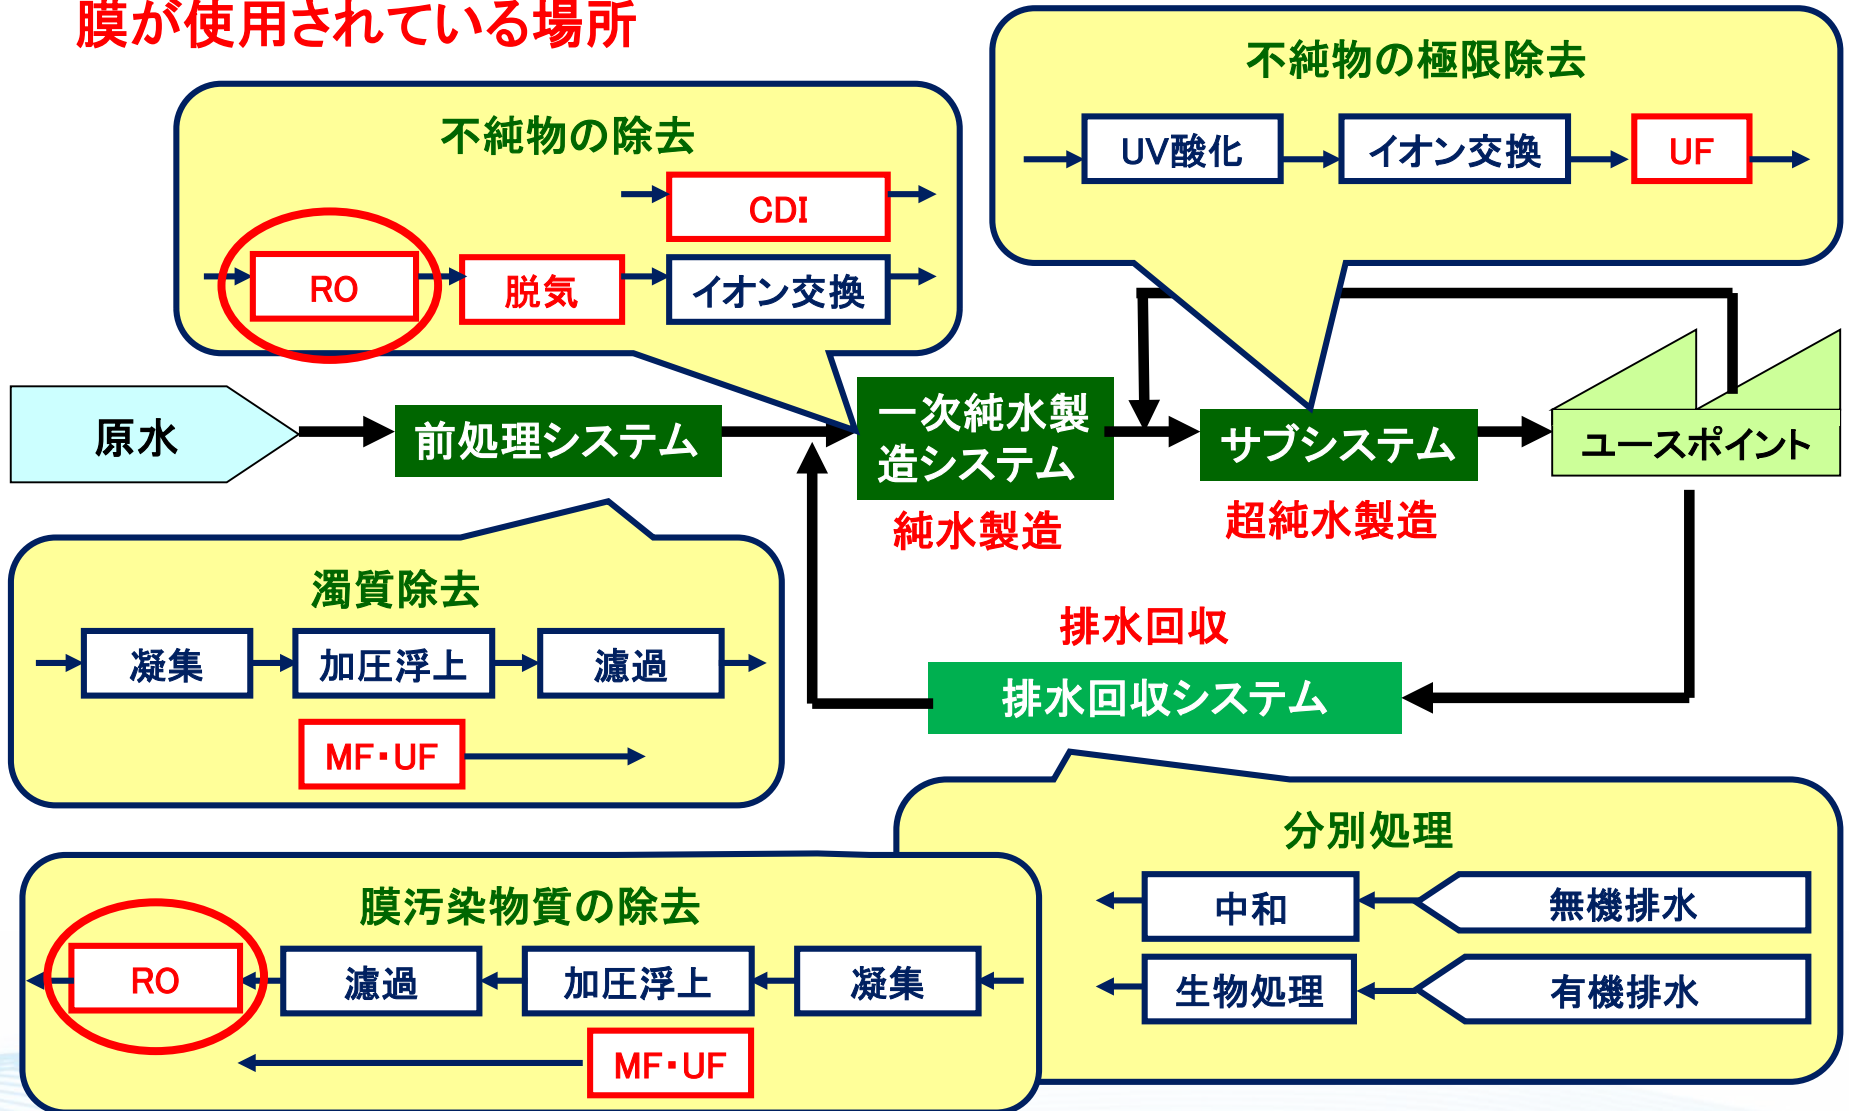 膜が使用されている場所
不純物の除去
CDI
RO
脱気
イオン交換
不純物の極限除去
UV酸化
イオン交換
UF
原水
前処理システム
一次純水製
造システム
純水製造
サブシステム
超純水製造
ユースポイント
濁質除去
凝集
加圧浮上
濾過
MF・UF
排水回収
排水回収システム
分別処理
中和
無機排水
生物処理
有機排水
膜汚染物質の除去
RO
濾過
加圧浮上
凝集
MF・UF